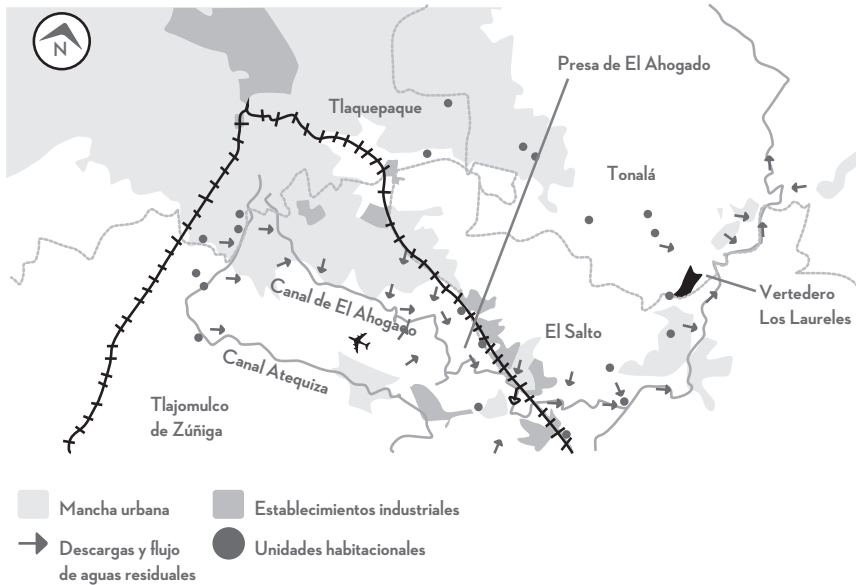 N
Presa de El Ahogado
Tlaquepaque
Tonalá
Canal de El Ahogado
Vertedero
Los Laureles
El Salto
Canal Atequiza
Tlajomulco
de Zúñiga
Mancha urbana
Establecimientos industriales
Descargas y flujo
de aguas residuales
Unidades habitacionales